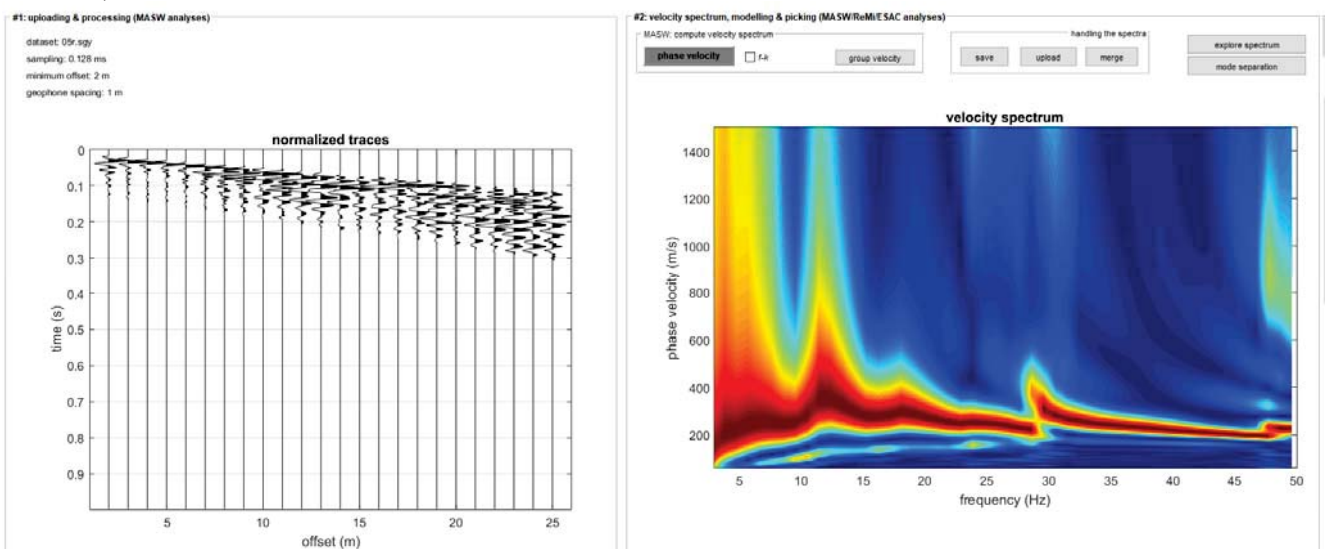 #1: uploading & processing (MASW analyses)
dataset: 05r.sgy
sampling: 0.128 ms
minimum offset: 2 m
geophone spacing: 1 m
normalized traces
0
0.1
0.2
0.3
0.4
0.5
0.6
0.7
0.8
0.9
time (s)
5 10 15 20 25
offset (m)
#2: velocity spectrum, modelling & picking (MASW/ReMi/ESAC analyses)
MASW: compute velocity spectrum
phase velocity
f-k
group velocity
handing the spectra
save upload merge
explore spectrum
mode separation
velocity spectrum
1400
1200
1000
800
600
400
200
phase velocity (m/s)
5 10 15 20 25 30 35 40 45 50
frequency (Hz)